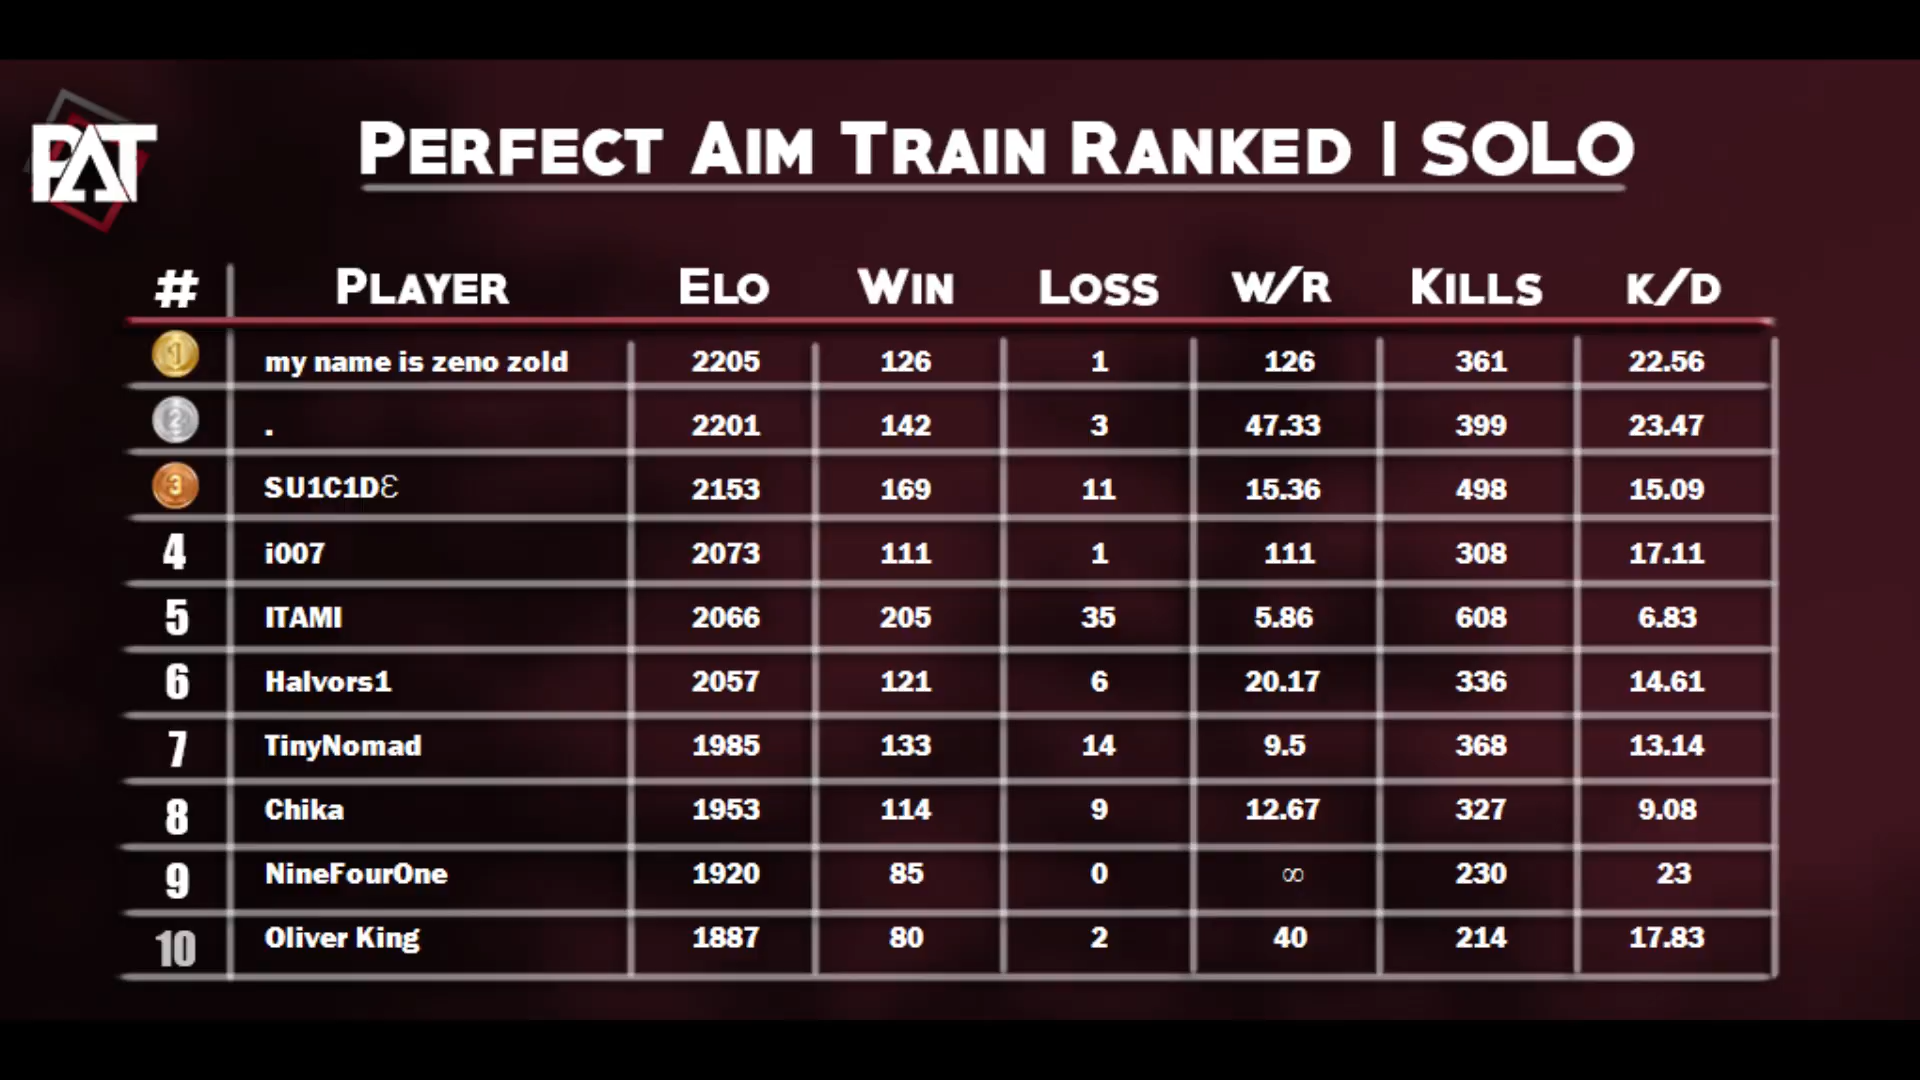 PAT
PERFECT AIM TRAIN RANKED | SOLO
# PLAYER ELO WIN LOSS W/R KILLS K/D
1 my name is zeno zold 2205 126 1 126 361 22.56
2 . 2201 142 3 47.33 399 23.47
3 SU1C1DƐ 2153 169 11 15.36 498 15.09
4 i007 2073 111 1 111 308 17.11
5 ITAMI 2066 205 35 5.86 608 6.83
6 Halvors1 2057 121 6 20.17 336 14.61
7 TinyNomad 1985 133 14 9.5 368 13.14
8 Chika 1953 114 9 12.67 327 9.08
9 NineFourOne 1920 85 0 ∞ 230 23
10 Oliver King 1887 80 2 40 214 17.83